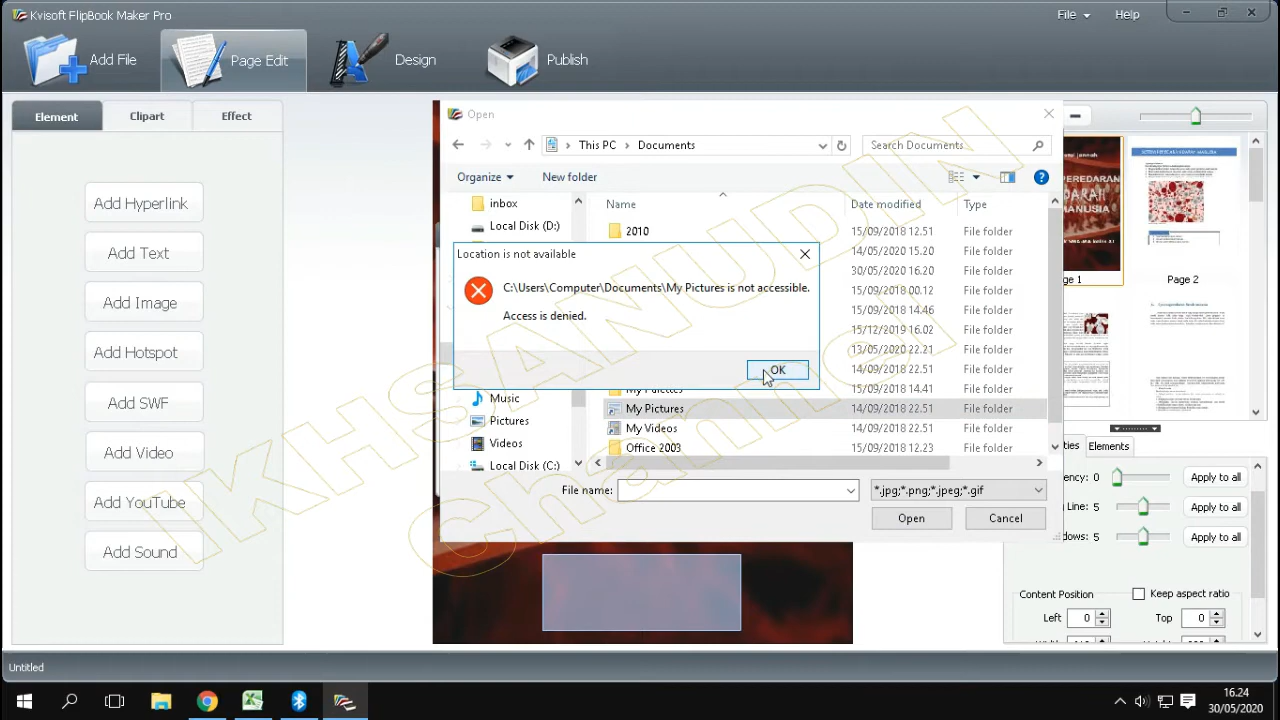 Kvisoft FlipBook Maker Pro
File
Help
Add File
Page Edit
Design
Publish
Element
Clipart
Effect
Add Hyperlink
Add Text
Add Image
Add Hotspot
Add SWF
Add Video
Add YouTube
Add Sound
Open
This PC
Documents
Search Documents
Organize
New folder
inbox
Local Disk (D:)
Name
Date modified
Type
2010
15/09/2018 12.51
File folder
14/05/2020 15.20
File folder
30/05/2020 16.20
File folder
15/09/2018 00.12
File folder
15/09/2018 14.46
File folder
15/12/2019 16.02
File folder
13/05/2020 22.21
File folder
14/09/2018 22.51
File folder
15/09/2018 14.41
File folder
Location is not available
C:\Users\Computer\Documents\My Pictures is not accessible.
Access is denied.
OK
Music
Pictures
Videos
Local Disk (C:)
My Palettes
My Pictures
14/09/2018 22.51
File folder
My Videos
14/09/2018 22.51
File folder
Office 2003
15/09/2018 12.23
File folder
File name:
*.jpg;*.png;*.jpeg;*.gif
Open
Cancel
PEREDARAN
DARAH
MANUSIA
Page 2
Elements
0
Apply to all
Line: 5
Apply to all
5
Apply to all
Content Position
Keep aspect ratio
Left
0
Top
0
Untitled
16.24
30/05/2020